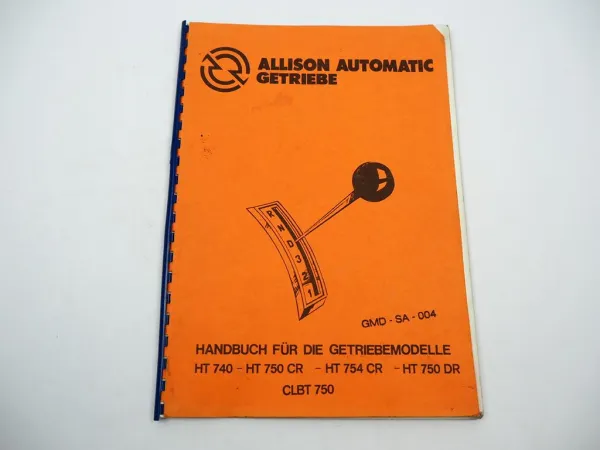 ALLISON AUTOMATIC
GETRIEBE
R
N
D
3
2
1
GMD - SA - 004
HANDBUCH FÜR DIE GETRIEBEMODELLE
HT 740 - HT 750 CR - HT 754 CR - HT 750 DR
CLBT 750